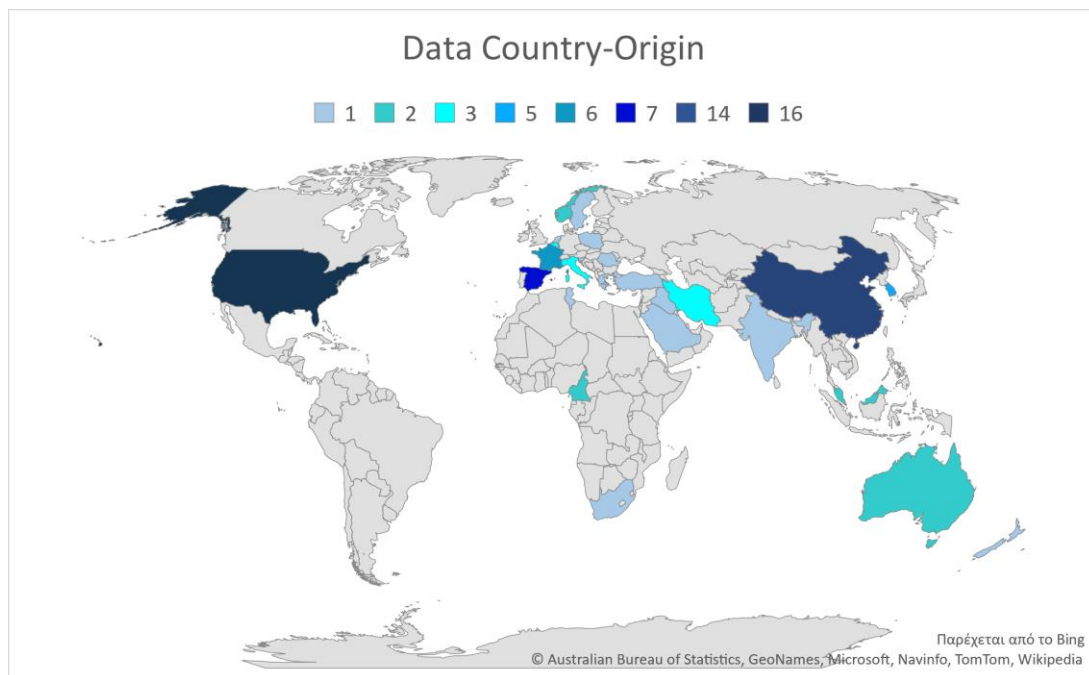 Data Country-Origin
1 2 3 5 6 7 14 16
Παρέχεται από το Bing
© Australian Bureau of Statistics, GeoNames, Microsoft, Navinfo, TomTom, Wikipedia